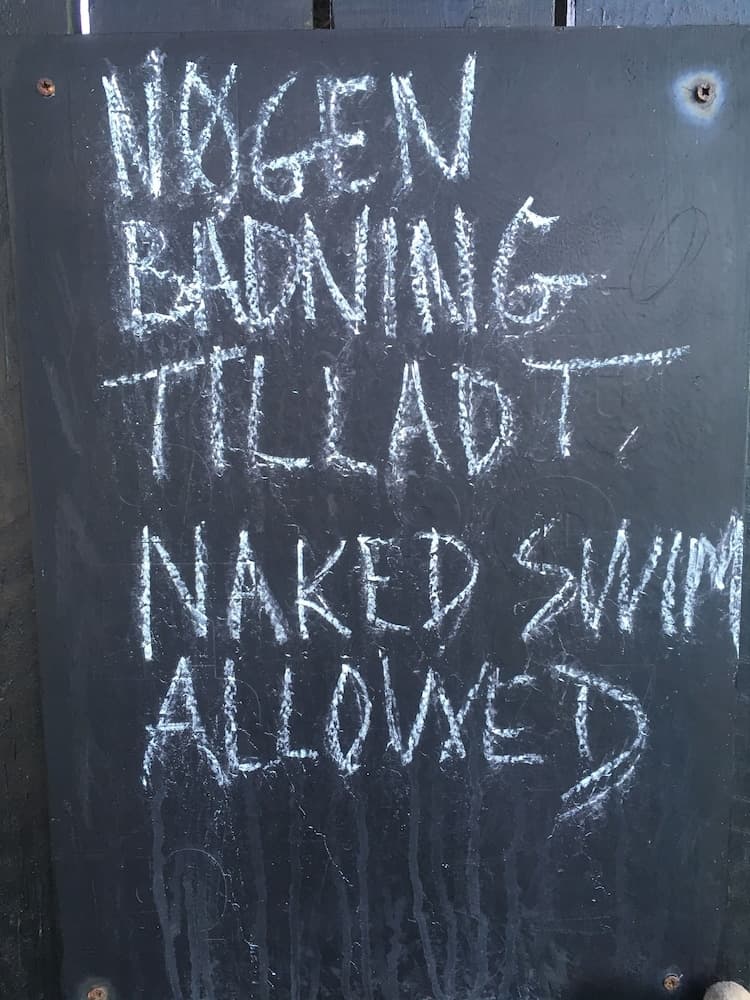 NØGEN
BADNING
TILLADT.
NAKED SWIM
ALLOWED